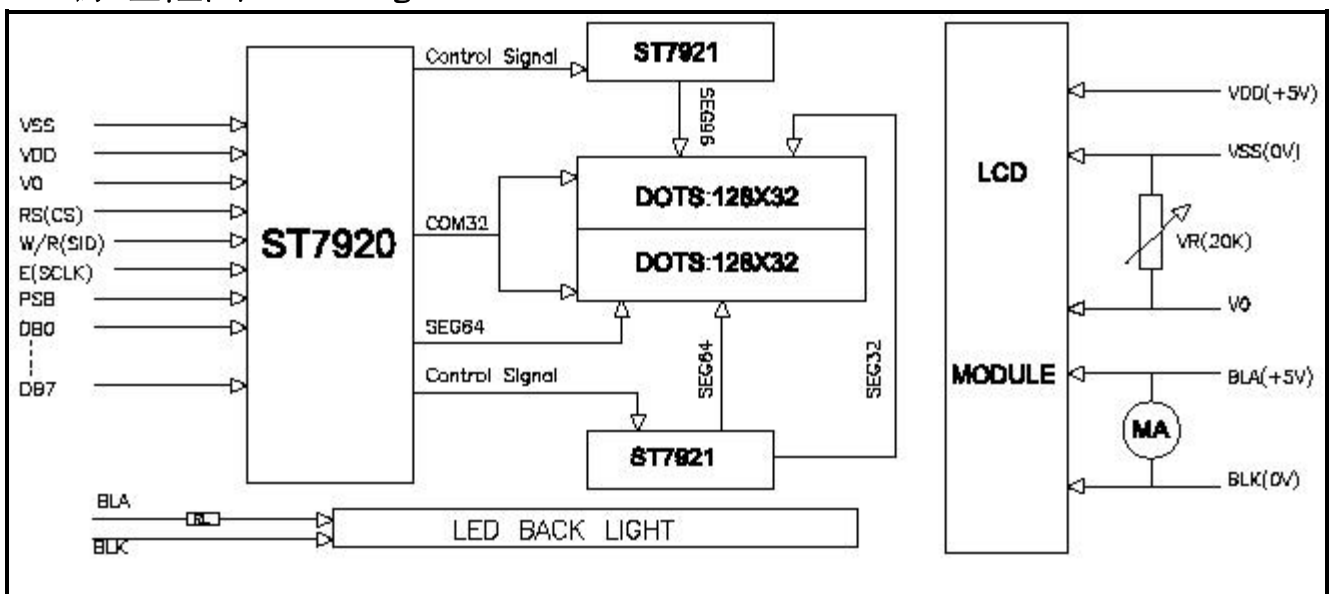 Control Signal
ST7921
SEG96
VSS
VDD
V0
RS(CS)
W/R(SID)
E(SCLK)
PSB
DB0
DB7
ST7920
COM32
DOTS:128X32
DOTS:128X32
SEG64
Control Signal
SEG64
SEG32
ST7921
BLA
RL
BLK
LED BACK LIGHT
LCD
MODULE
VDD(+5V)
VSS(0V)
VR(20K)
V0
BLA(+5V)
MA
BLK(0V)